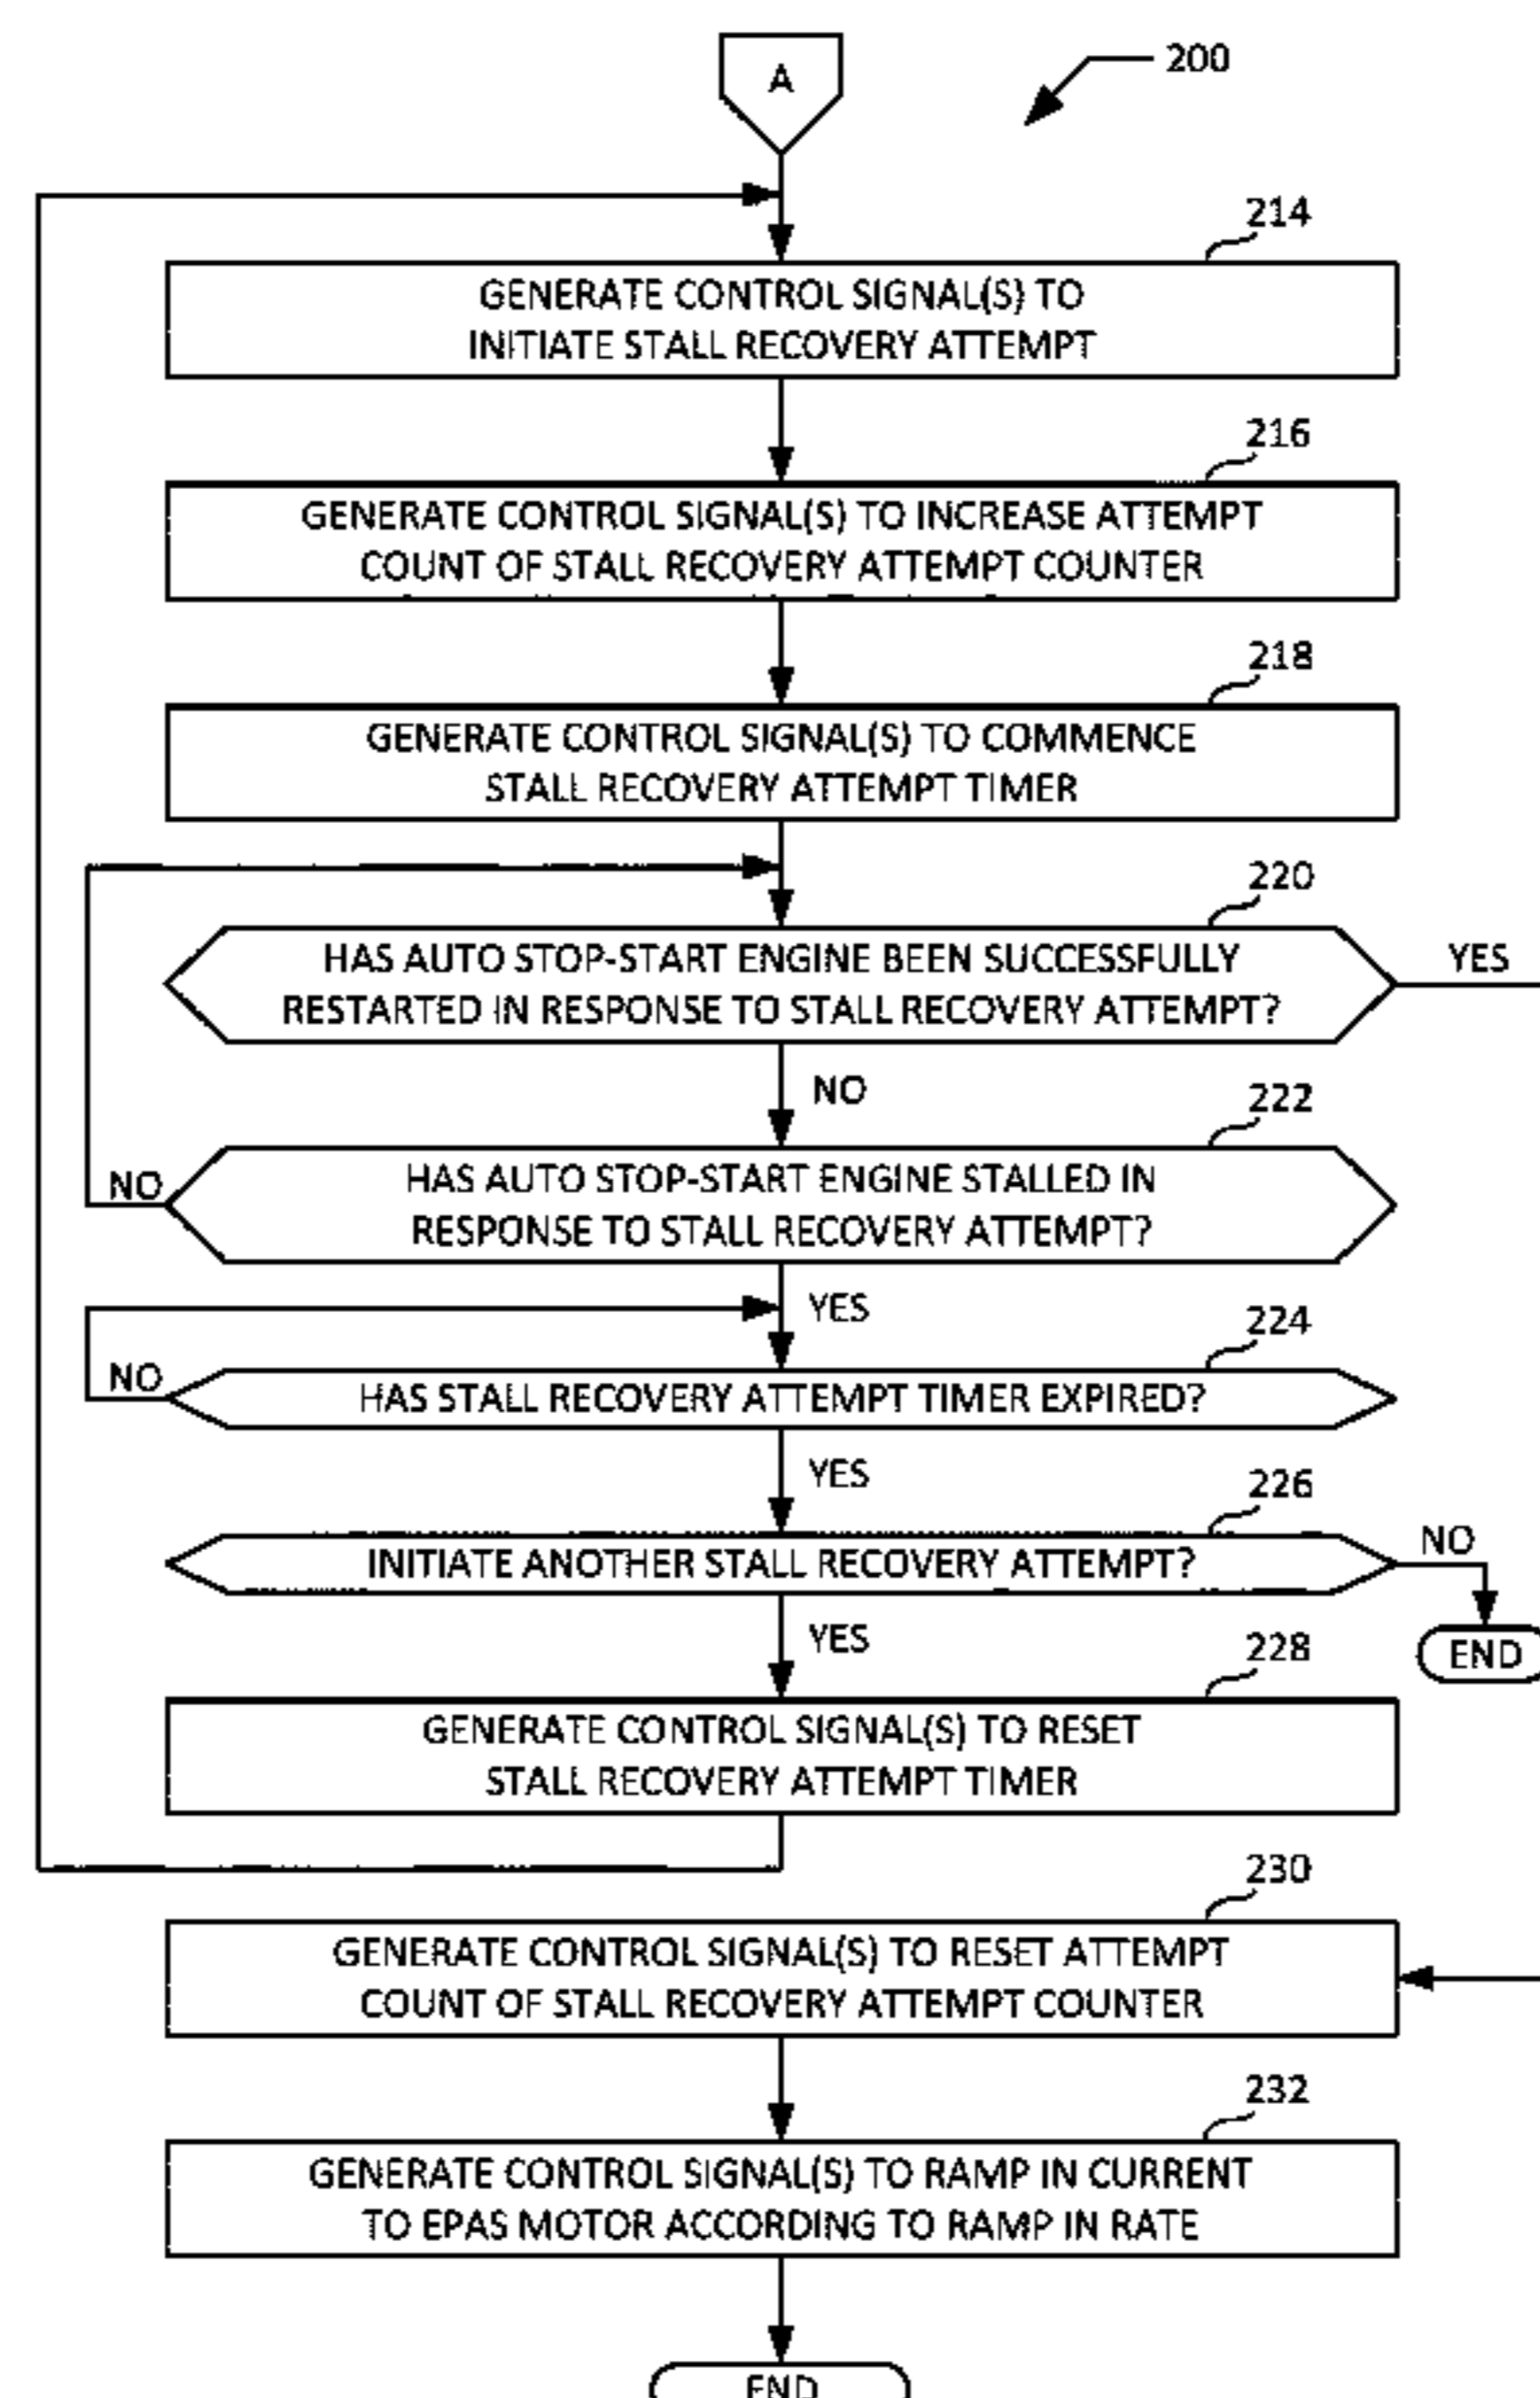 A
200
214
GENERATE CONTROL SIGNAL(S) TO
INITIATE STALL RECOVERY ATTEMPT
216
GENERATE CONTROL SIGNAL(S) TO INCREASE ATTEMPT
COUNT OF STALL RECOVERY ATTEMPT COUNTER
218
GENERATE CONTROL SIGNAL(S) TO COMMENCE
STALL RECOVERY ATTEMPT TIMER
220
HAS AUTO STOP-START ENGINE BEEN SUCCESSFULLY
RESTARTED IN RESPONSE TO STALL RECOVERY ATTEMPT?
YES
NO
222
HAS AUTO STOP-START ENGINE STALLED IN
RESPONSE TO STALL RECOVERY ATTEMPT?
NO
YES
224
HAS STALL RECOVERY ATTEMPT TIMER EXPIRED?
NO
YES
226
INITIATE ANOTHER STALL RECOVERY ATTEMPT?
NO
END
YES
228
GENERATE CONTROL SIGNAL(S) TO RESET
STALL RECOVERY ATTEMPT TIMER
230
GENERATE CONTROL SIGNAL(S) TO RESET ATTEMPT
COUNT OF STALL RECOVERY ATTEMPT COUNTER
232
GENERATE CONTROL SIGNAL(S) TO RAMP IN CURRENT
TO EPAS MOTOR ACCORDING TO RAMP IN RATE
END